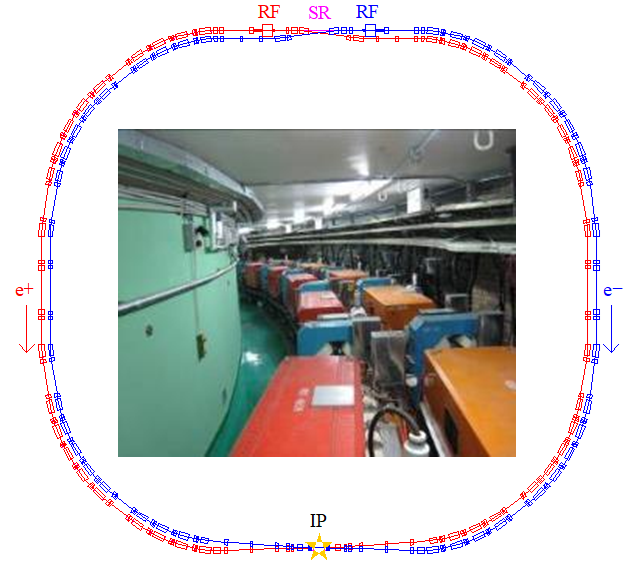 RF SR RF
e+ e−
IP